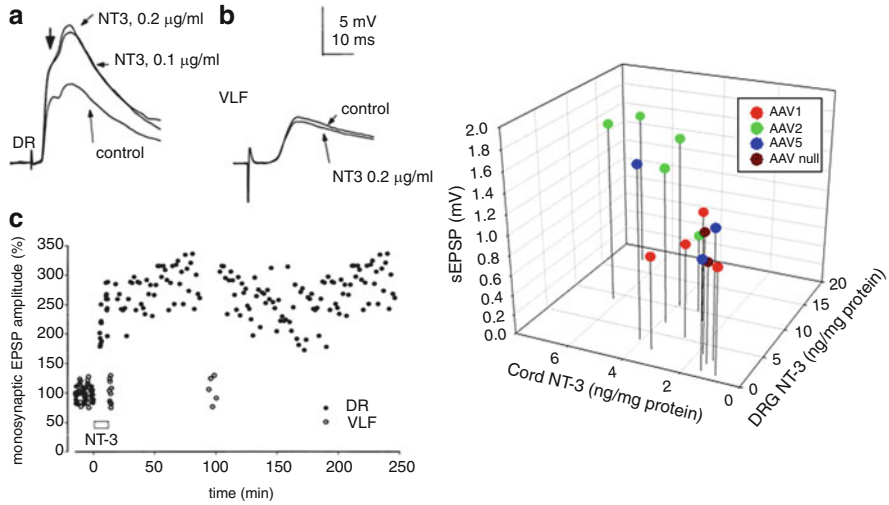 a
NT3, 0.2 µg/ml
NT3, 0.1 µg/ml
DR
control
b
5 mV
10 ms
VLF
control
NT3 0.2 µg/ml
c
monosynaptic EPSP amplitude (%)
350
300
250
200
150
100
50
0
NT-3
DR
VLF
0 50 100 150 200 250
time (min)
AAV1
AAV2
AAV5
AAV null
sEPSP (mV)
2.0
1.8
1.6
1.4
1.2
1.0
0.8
0.6
0.4
0.2
0.0
6 4 2 0
Cord NT-3 (ng/mg protein)
0 5 10 15 20
DRG NT-3 (ng/mg protein)